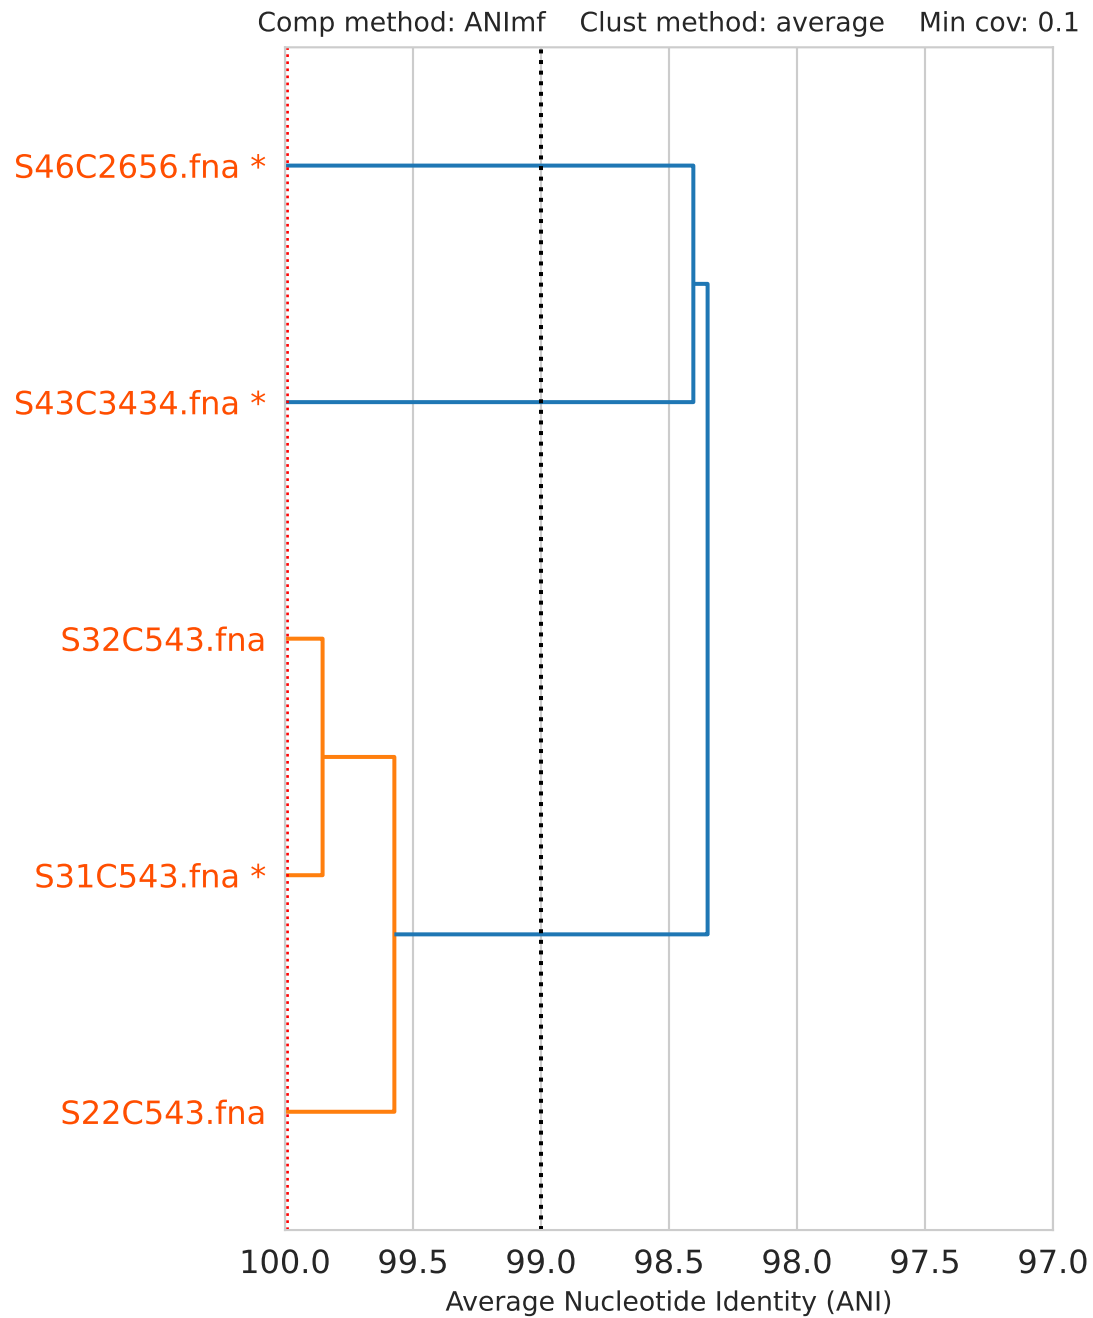 Comp method: ANImf    Clust method: average    Min cov: 0.1
S46C2656.fna *
S43C3434.fna *
S32C543.fna
S31C543.fna *
S22C543.fna
100.0 99.5 99.0 98.5 98.0 97.5 97.0
Average Nucleotide Identity (ANI)